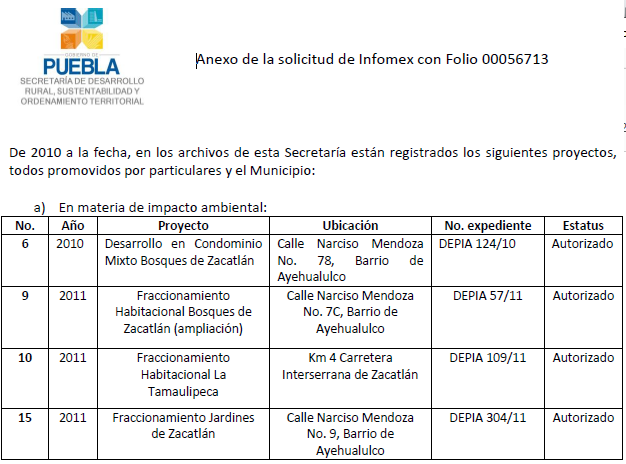 GOBIERNO DE
PUEBLA
SECRETARÍA DE DESARROLLO
RURAL, SUSTENTABILIDAD Y
ORDENAMIENTO TERRITORIAL
Anexo de la solicitud de Infomex con Folio 00056713
De 2010 a la fecha, en los archivos de esta Secretaría están registrados los siguientes proyectos,
todos promovidos por particulares y el Municipio:
a) En materia de impacto ambiental:
No. Año Proyecto Ubicación No. expediente Estatus
6 2010 Desarrollo en Condominio Calle Narciso Mendoza DEPIA 124/10 Autorizado
Mixto Bosques de Zacatlán No. 78, Barrio de
Ayehualulco
9 2011 Fraccionamiento Calle Narciso Mendoza DEPIA 57/11 Autorizado
Habitacional Bosques de No. 7C, Barrio de
Zacatlán (ampliación) Ayehualulco
10 2011 Fraccionamiento Km 4 Carretera DEPIA 109/11 Autorizado
Habitacional La Interserrana de Zacatlán
Tamaulipeca
15 2011 Fraccionamiento Jardines Calle Narciso Mendoza DEPIA 304/11 Autorizado
de Zacatlán No. 9, Barrio de
Ayehualulco